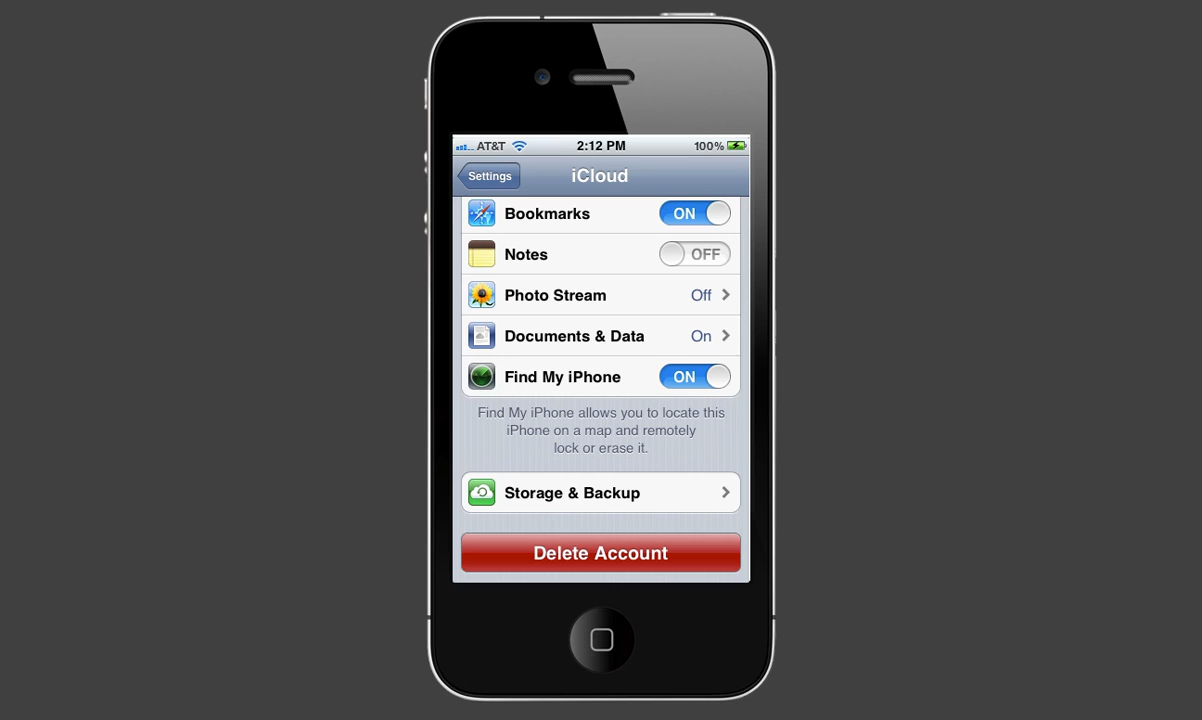 AT&T 2:12 PM 100%
Settings iCloud
Bookmarks ON
Notes OFF
Photo Stream Off
Documents & Data On
Find My iPhone ON
Find My iPhone allows you to locate this
iPhone on a map and remotely
lock or erase it.
Storage & Backup
Delete Account